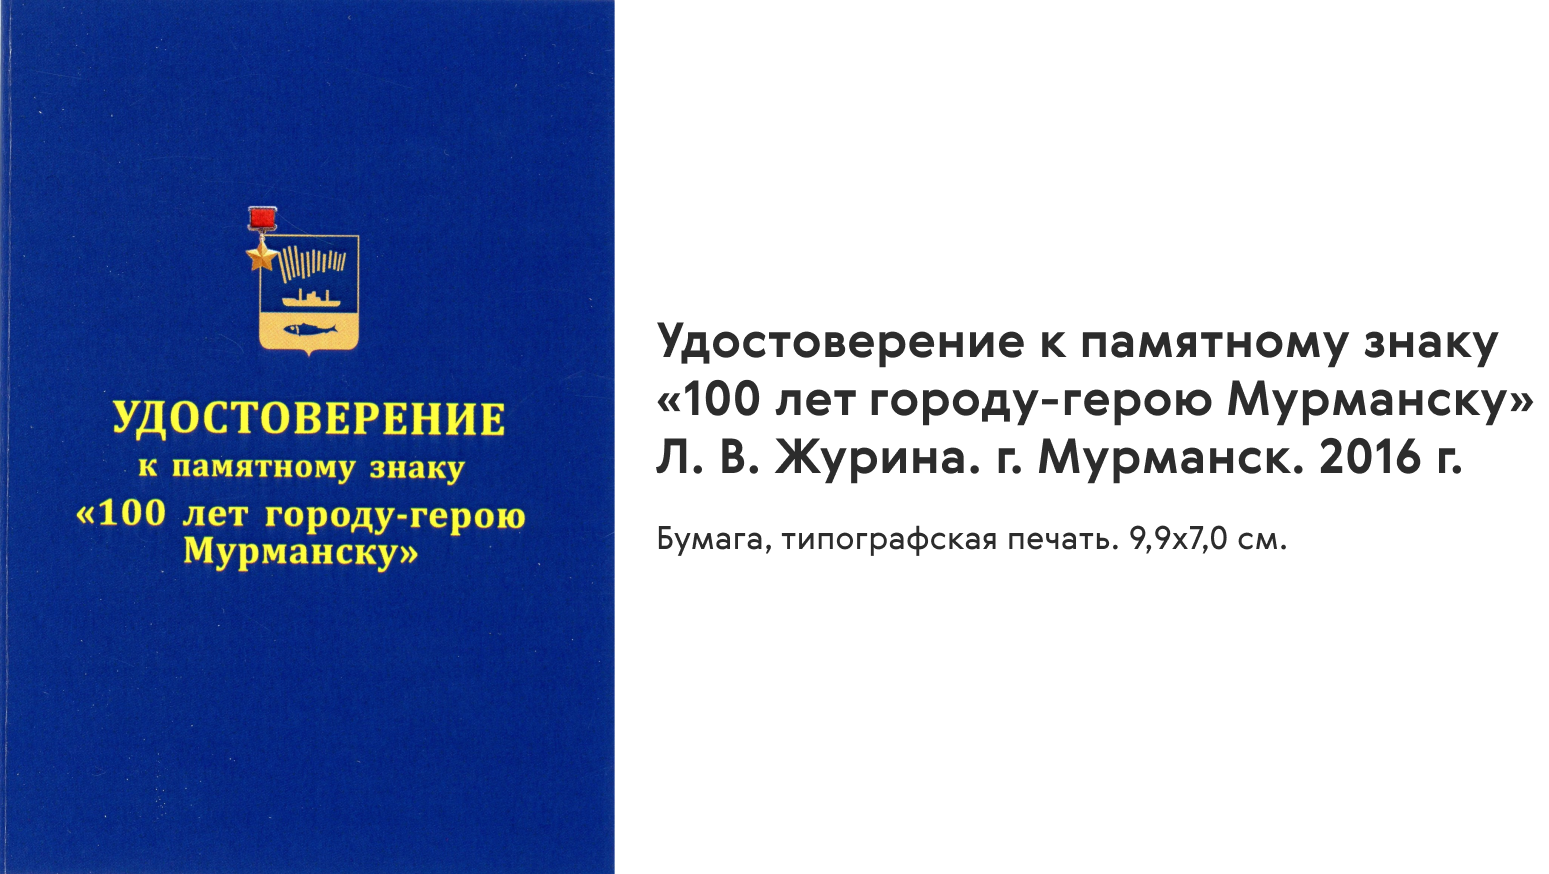 УДОСТОВЕРЕНИЕ
к памятному знаку
«100 лет городу-герою
Мурманску»
Удостоверение к памятному знаку
«100 лет городу-герою Мурманску»
Л. В. Журина. г. Мурманск. 2016 г.
Бумага, типографская печать. 9,9х7,0 см.